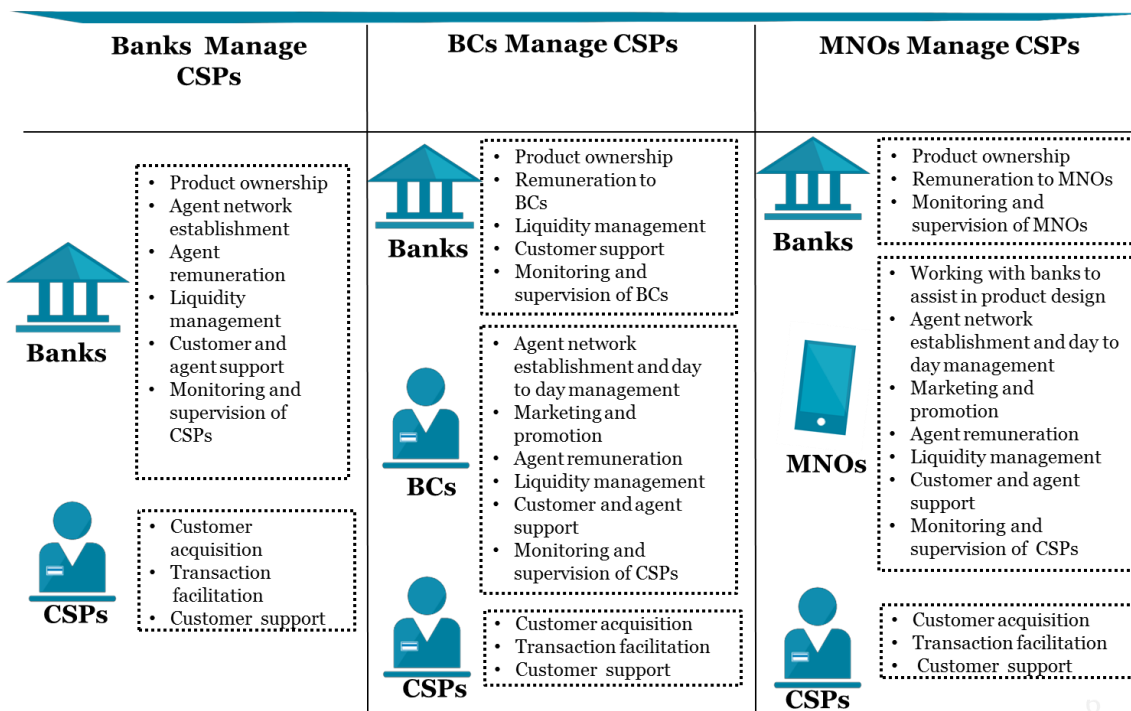 Banks Manage
CSPs
Banks
• Product ownership
• Agent network
establishment
• Agent
remuneration
• Liquidity
management
• Customer and
agent support
• Monitoring and
supervision of
CSPs
CSPs
• Customer
acquisition
• Transaction
facilitation
• Customer support
BCs Manage CSPs
Banks
• Product ownership
• Remuneration to
BCs
• Liquidity management
• Customer support
• Monitoring and
supervision of BCs
BCs
• Agent network
establishment and day
to day management
• Marketing and
promotion
• Agent remuneration
• Liquidity management
• Customer and agent
support
• Monitoring and
supervision of CSPs
CSPs
• Customer acquisition
• Transaction facilitation
• Customer support
MNOs Manage CSPs
Banks
• Product ownership
• Remuneration to MNOs
• Monitoring and
supervision of MNOs
MNOs
• Working with banks to
assist in product design
• Agent network
establishment and day to
day management
• Marketing and
promotion
• Agent remuneration
• Liquidity management
• Customer and agent
support
• Monitoring and
supervision of CSPs
CSPs
• Customer acquisition
• Transaction facilitation
• Customer support